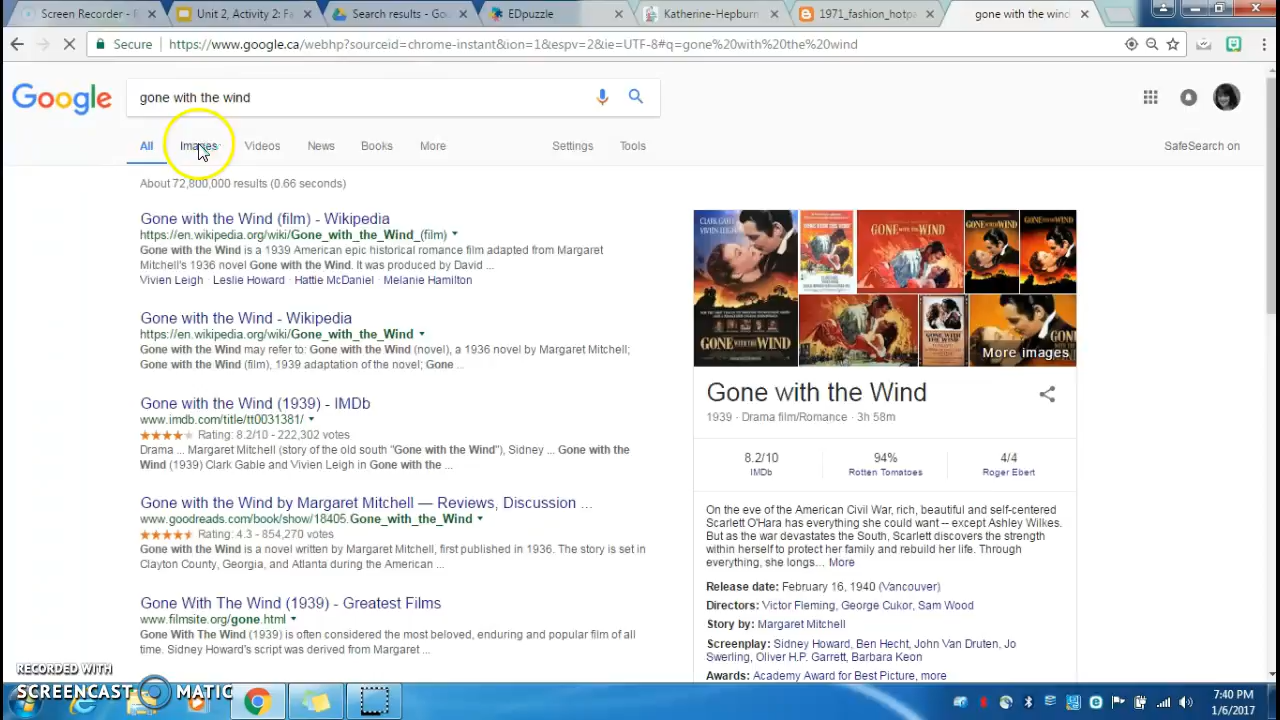 Screen Recorder -
Unit 2, Activity 2: F
Search results - Go
EDpuzzle
Katherine-Hepburn
1971_fashion_hotpa
gone with the wind
Secure
https://www.google.ca/webhp?sourceid=chrome-instant&ion=1&espv=2&ie=UTF-8#q=gone%20with%20the%20wind
Google
gone with the wind
All
Images
Videos
News
Books
More
Settings
Tools
SafeSearch on
About 72,800,000 results (0.66 seconds)
Gone with the Wind (film) - Wikipedia
https://en.wikipedia.org/wiki/Gone_with_the_Wind_(film)
Gone with the Wind is a 1939 American epic historical romance film adapted from Margaret
Mitchell's 1936 novel Gone with the Wind. It was produced by David ...
Vivien Leigh · Leslie Howard · Hattie McDaniel · Melanie Hamilton
Gone with the Wind - Wikipedia
https://en.wikipedia.org/wiki/Gone_with_the_Wind
Gone with the Wind may refer to: Gone with the Wind (novel), a 1936 novel by Margaret Mitchell;
Gone with the Wind (film), 1939 adaptation of the novel; Gone ...
Gone with the Wind (1939) - IMDb
www.imdb.com/title/tt0031381/
Rating: 8.2/10 - 222,302 votes
Drama ... Margaret Mitchell (story of the old south "Gone with the Wind"), Sidney ... Gone with the
Wind (1939) Clark Gable and Vivien Leigh in Gone with the ...
Gone with the Wind by Margaret Mitchell — Reviews, Discussion ...
www.goodreads.com/book/show/18405.Gone_with_the_Wind
Rating: 4.3 - 854,270 votes
Gone with the Wind is a novel written by Margaret Mitchell, first published in 1936. The story is set in
Clayton County, Georgia, and Atlanta during the American ...
Gone With The Wind (1939) - Greatest Films
www.filmsite.org/gone.html
Gone With The Wind (1939) is often considered the most beloved, enduring and popular film of all
time. Sidney Howard's script was derived from Margaret ...
CLARK GABLE
VIVIEN LEIGH
GONE WITH THE WIND
GONE WITH THE WIND
More images
Gone with the Wind
1939 · Drama film/Romance · 3h 58m
8.2/10
IMDb
94%
Rotten Tomatoes
4/4
Roger Ebert
On the eve of the American Civil War, rich, beautiful and self-centered
Scarlett O'Hara has everything she could want -- except Ashley Wilkes.
But as the war devastates the South, Scarlett discovers the strength
within herself to protect her family and rebuild her life. Through
everything, she longs... More
Release date: February 16, 1940 (Vancouver)
Directors: Victor Fleming, George Cukor, Sam Wood
Story by: Margaret Mitchell
Screenplay: Sidney Howard, Ben Hecht, John Van Druten, Jo
Swerling, Oliver H.P. Garrett, Barbara Keon
Awards: Academy Award for Best Picture, more
RECORDED WITH
SCREENCAST MATIC
7:40 PM
1/6/2017